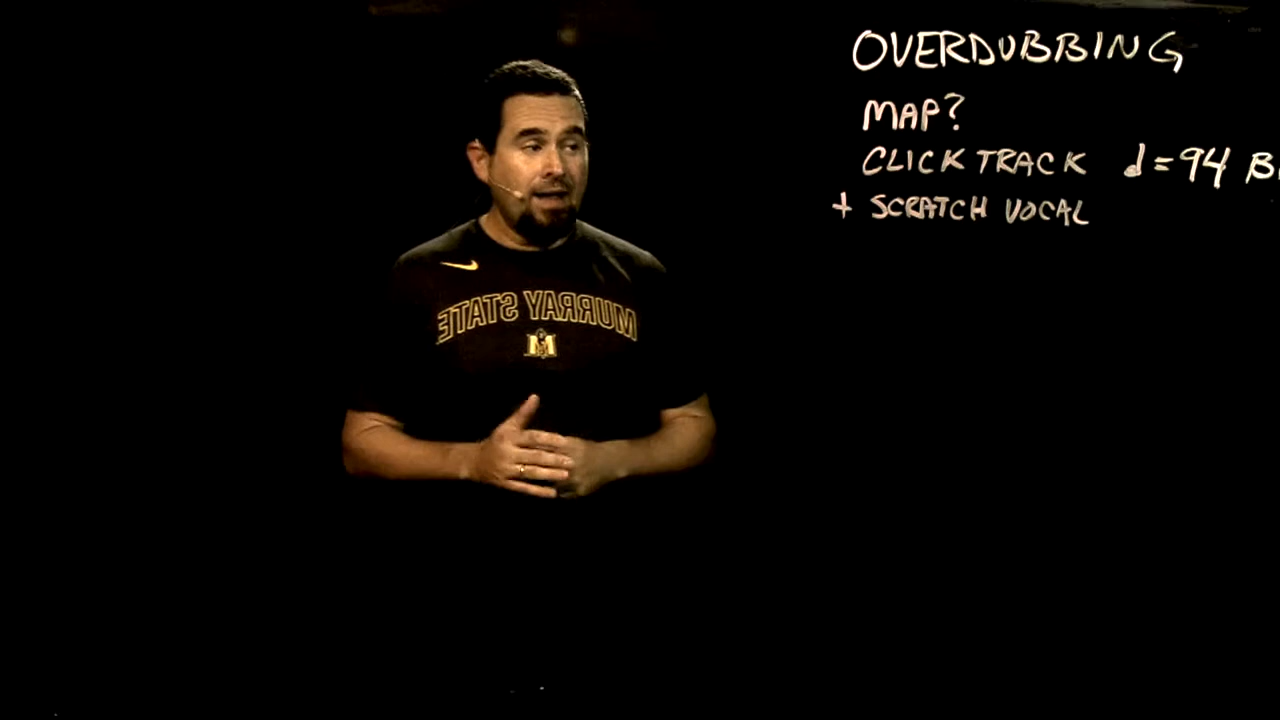 OVERDUBBING
MAP?
CLICK TRACK ♩=94 B
+ SCRATCH VOCAL
MURRAY STATE
M